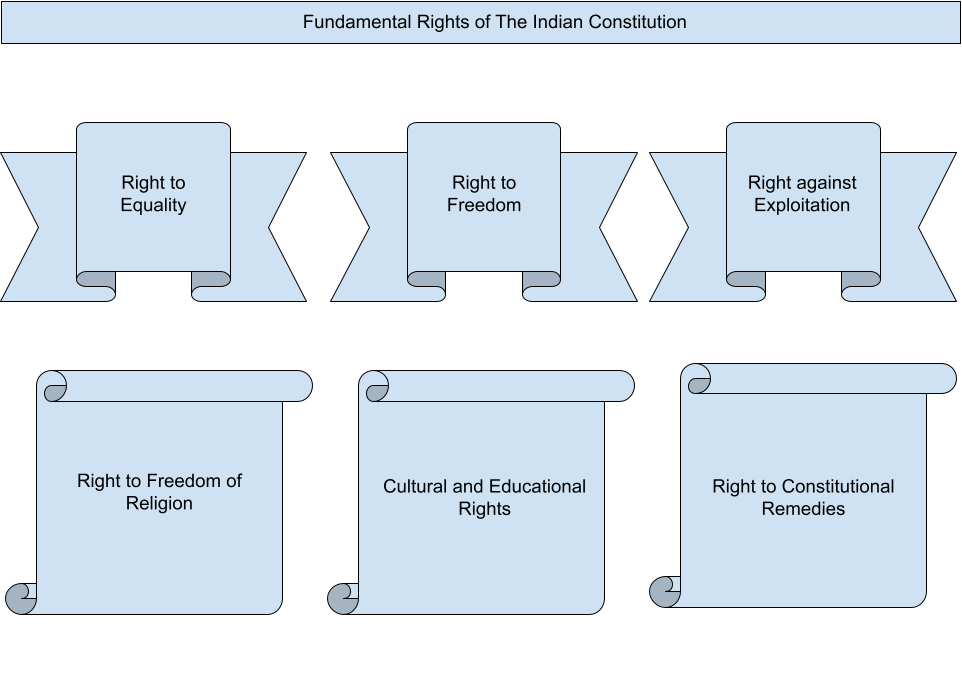 Fundamental Rights of The Indian Constitution
Right to
Equality
Right to
Freedom
Right against
Exploitation
Right to Freedom of
Religion
Cultural and Educational
Rights
Right to Constitutional
Remedies